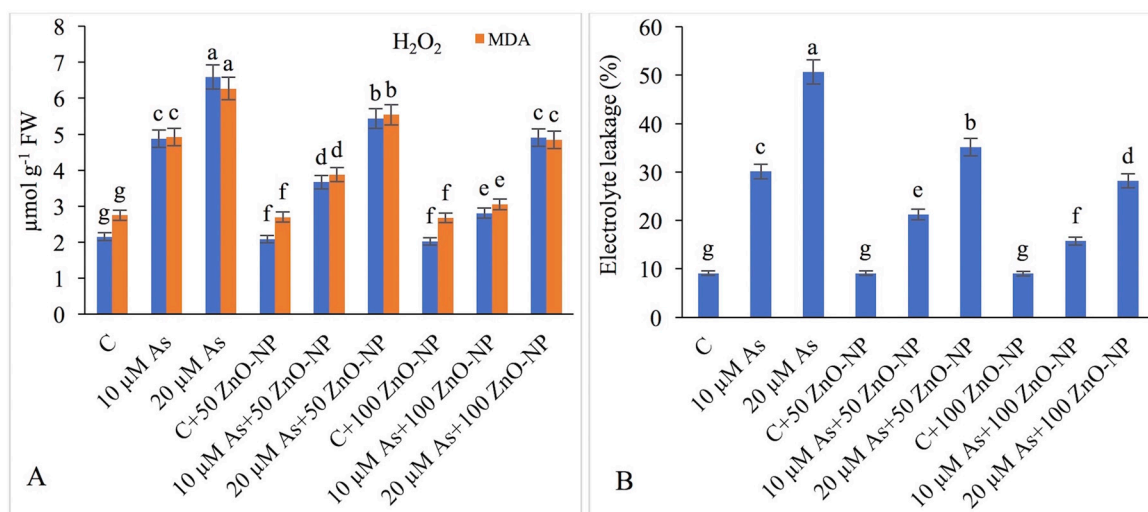 H₂O₂ MDA
μmol g⁻¹ FW
8
7
6
5
4
3
2
1
0
g g
c c
a a
f f
d d
b b
f f
e e
c c
C
10 μM As
20 μM As
C+50 ZnO-NP
10 μM As+50 ZnO-NP
20 μM As+50 ZnO-NP
C+100 ZnO-NP
10 μM As+100 ZnO-NP
20 μM As+100 ZnO-NP
A
Electrolyte leakage (%)
60
50
40
30
20
10
0
g
c
a
g
e
b
g
f
d
C
10 μM As
20 μM As
C+50 ZnO-NP
10 μM As+50 ZnO-NP
20 μM As+50 ZnO-NP
C+100 ZnO-NP
10 μM As+100 ZnO-NP
20 μM As+100 ZnO-NP
B